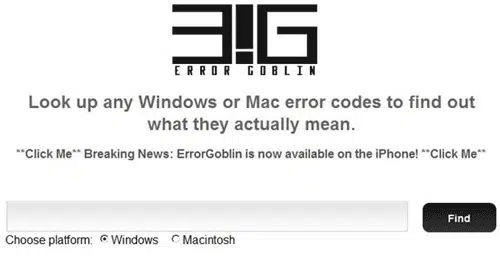 E!G
ERROR GOBLIN
Look up any Windows or Mac error codes to find out
what they actually mean.
**Click Me** Breaking News: ErrorGoblin is now available on the iPhone! **Click Me**
Find
Choose platform: Windows Macintosh